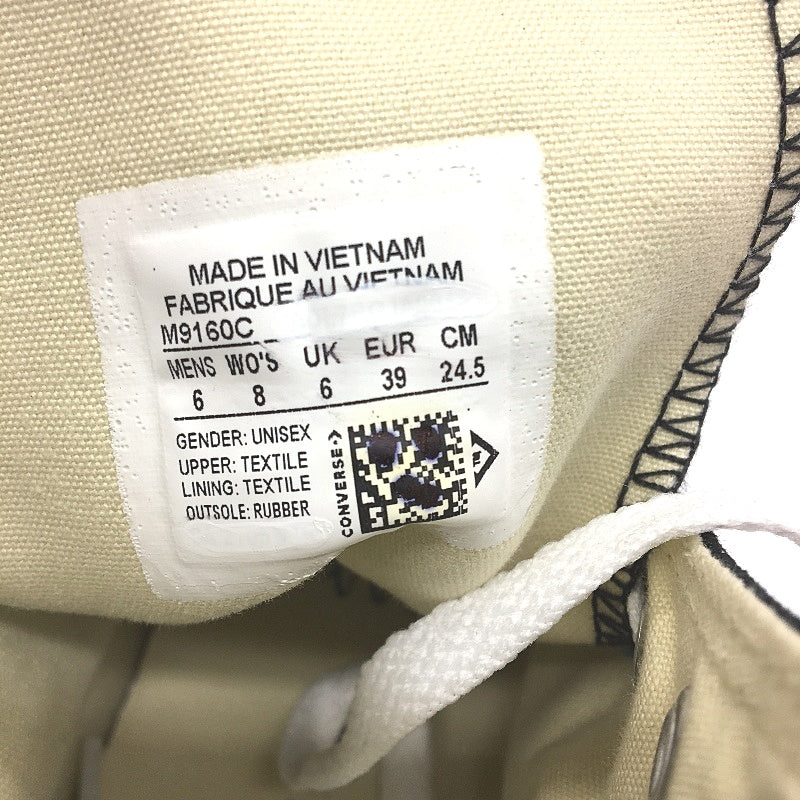 MADE IN VIETNAM
FABRIQUE AU VIETNAM
M9160C
MENS WO'S UK EUR CM
6 8 6 39 24.5
GENDER: UNISEX
UPPER: TEXTILE
LINING: TEXTILE
OUTSOLE: RUBBER
CONVERSE